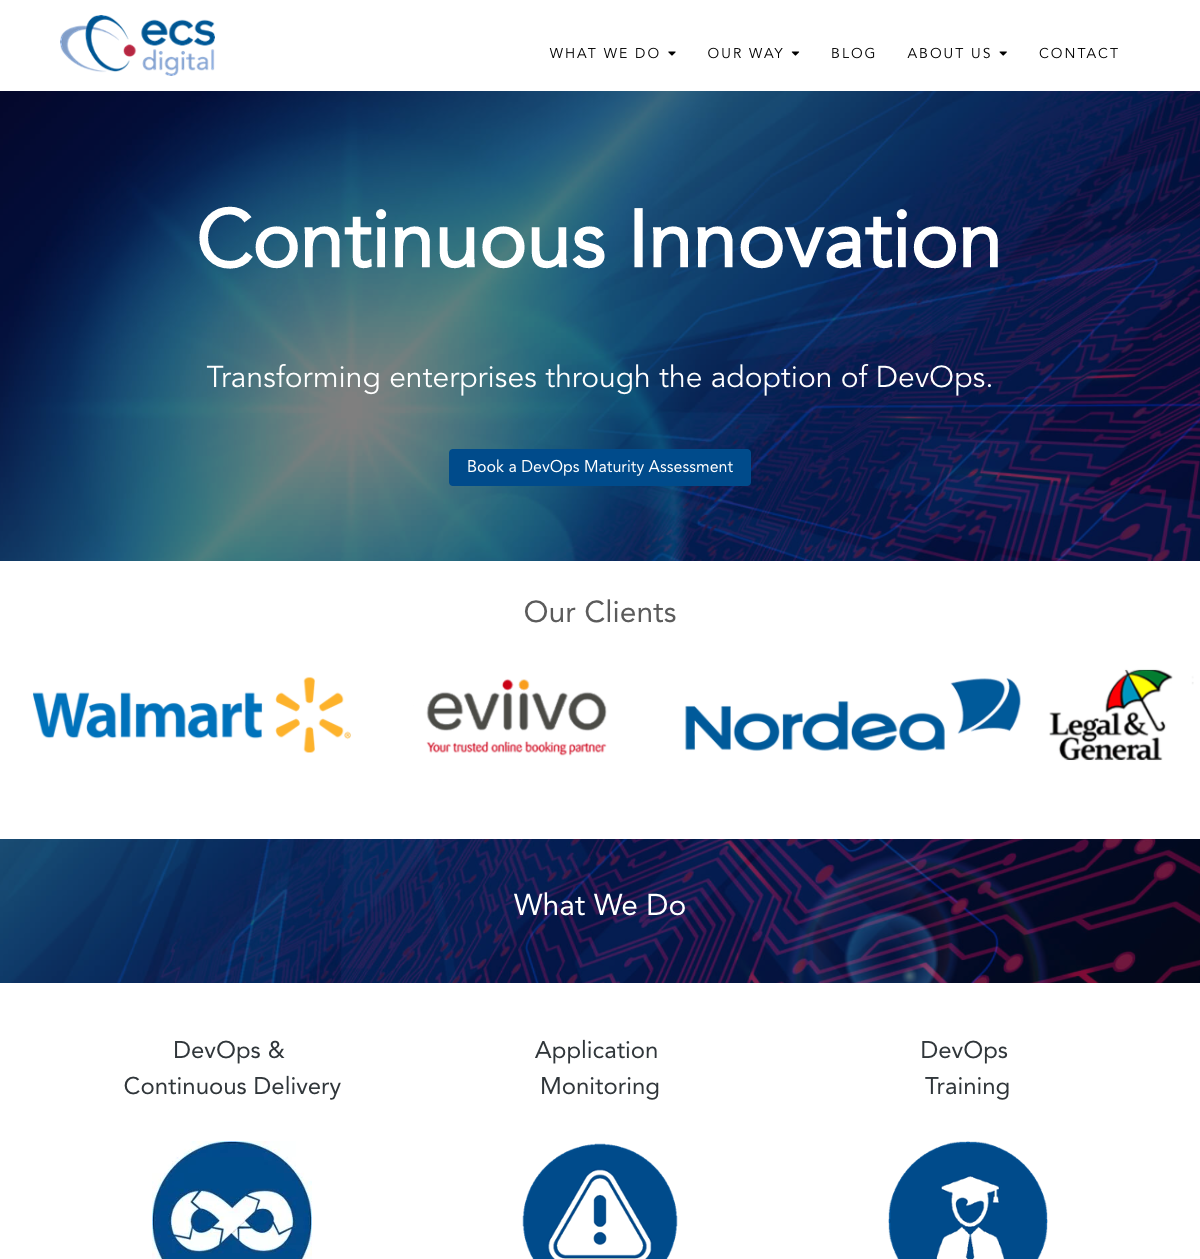 ecs
digital
WHAT WE DO
OUR WAY
BLOG
ABOUT US
CONTACT
Continuous Innovation
Transforming enterprises through the adoption of DevOps.
Book a DevOps Maturity Assessment
Our Clients
Walmart
eviivo
Your trusted online booking partner
Nordea
Legal &
General
What We Do
DevOps &
Continuous Delivery
Application
Monitoring
DevOps
Training